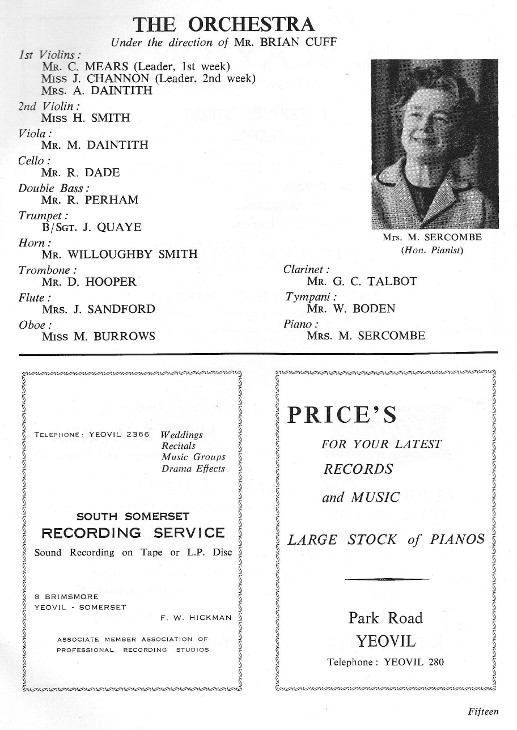 THE ORCHESTRA
Under the direction of MR. BRIAN CUFF
1st Violins :
MR. C. MEARS (Leader, 1st week)
MISS J. CHANNON (Leader, 2nd week)
MRS. A. DAINTITH
2nd Violin :
MISS H. SMITH
Viola :
MR. M. DAINTITH
Cello :
MR. R. DADE
Double Bass :
MR. R. PERHAM
Trumpet :
B/SGT. J. QUAYE
Horn :
MR. WILLOUGHBY SMITH
Trombone :
MR. D. HOOPER
Flute :
MRS. J. SANDFORD
Oboe :
MISS M. BURROWS
MRS. M. SERCOMBE
(Hon. Pianist)
Clarinet :
MR. G. C. TALBOT
Tympani :
MR. W. BODEN
Piano :
MRS. M. SERCOMBE
TELEPHONE: YEOVIL 2366 Weddings
Recitals
Music Groups
Drama Effects
SOUTH SOMERSET
RECORDING SERVICE
Sound Recording on Tape or L.P. Disc
8 BRIMSMORE
YEOVIL - SOMERSET
F. W. HICKMAN
ASSOCIATE MEMBER ASSOCIATION OF
PROFESSIONAL RECORDING STUDIOS
PRICE'S
FOR YOUR LATEST
RECORDS
and MUSIC
LARGE STOCK of PIANOS
Park Road
YEOVIL
Telephone : YEOVIL 280
Fifteen